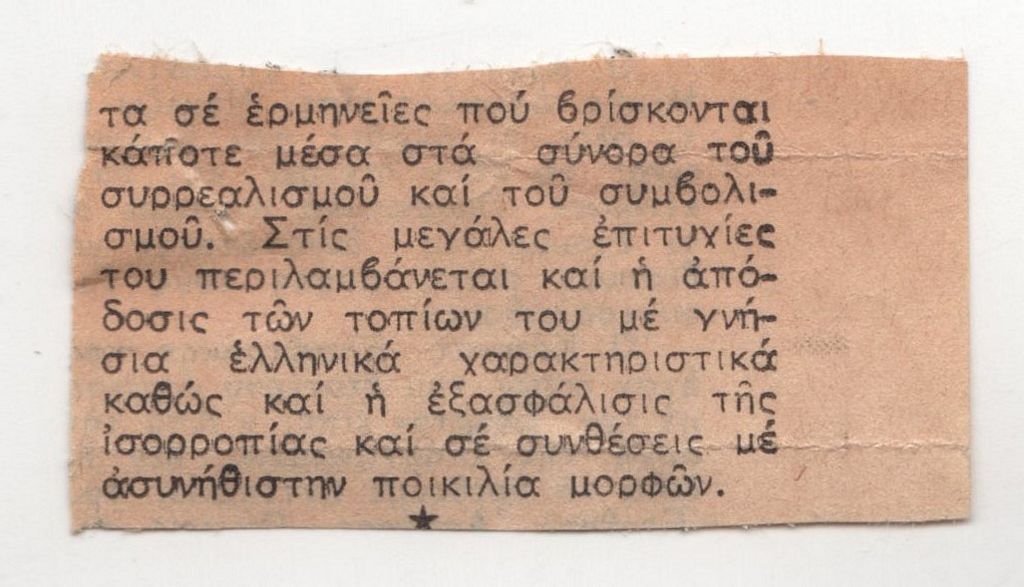 τα σέ ἑρμηνεῖες πού βρίσκονται
κάποτε μέσα στά σύνορα τοῦ
συρρεαλισμοῦ καί τοῦ συμβολι-
σμοῦ. Στίς μεγάλες ἐπιτυχίες
του περιλαμβάνεται καί ἡ ἀπό-
δοσις τῶν τοπίων του μέ γνή-
σια ἑλληνικά χαρακτηριστικά
καθώς καί ἡ ἐξασφάλισις τῆς
ἰσορροπίας καί σέ συνθέσεις μέ
ἀσυνήθιστην ποικιλία μορφῶν.
★